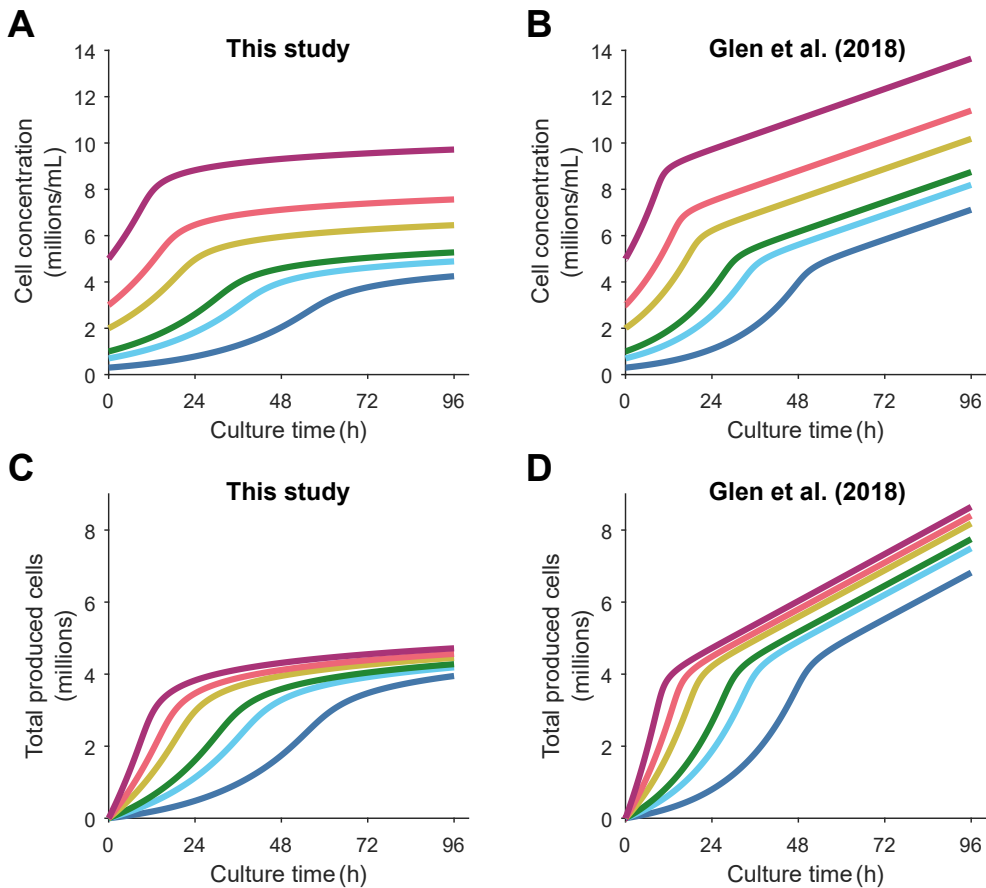 A
This study
14
12
10
8
6
4
2
0
Cell concentration
(millions/mL)
0 24 48 72 96
Culture time (h)
B
Glen et al. (2018)
14
12
10
8
6
4
2
0
Cell concentration
(millions/mL)
0 24 48 72 96
Culture time (h)
C
This study
8
6
4
2
0
Total produced cells
(millions)
0 24 48 72 96
Culture time (h)
D
Glen et al. (2018)
8
6
4
2
0
Total produced cells
(millions)
0 24 48 72 96
Culture time (h)